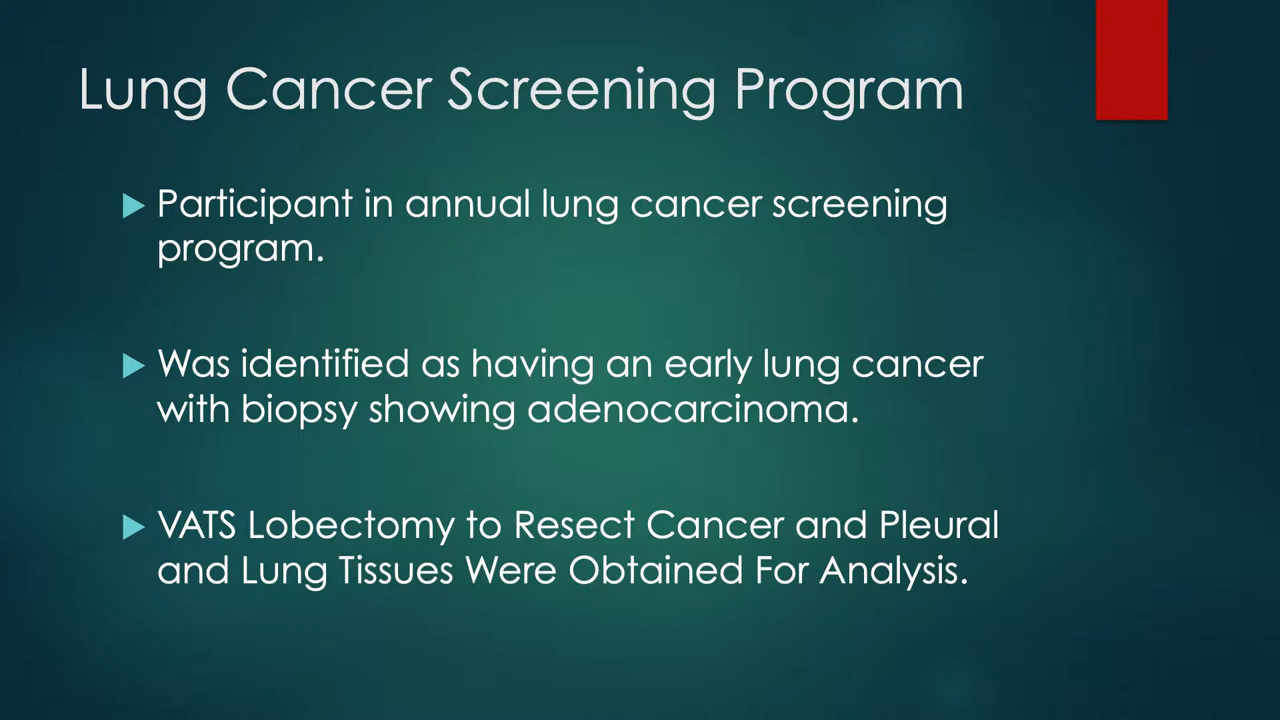 Lung Cancer Screening Program
Participant in annual lung cancer screening
program.
Was identified as having an early lung cancer
with biopsy showing adenocarcinoma.
VATS Lobectomy to Resect Cancer and Pleural
and Lung Tissues Were Obtained For Analysis.